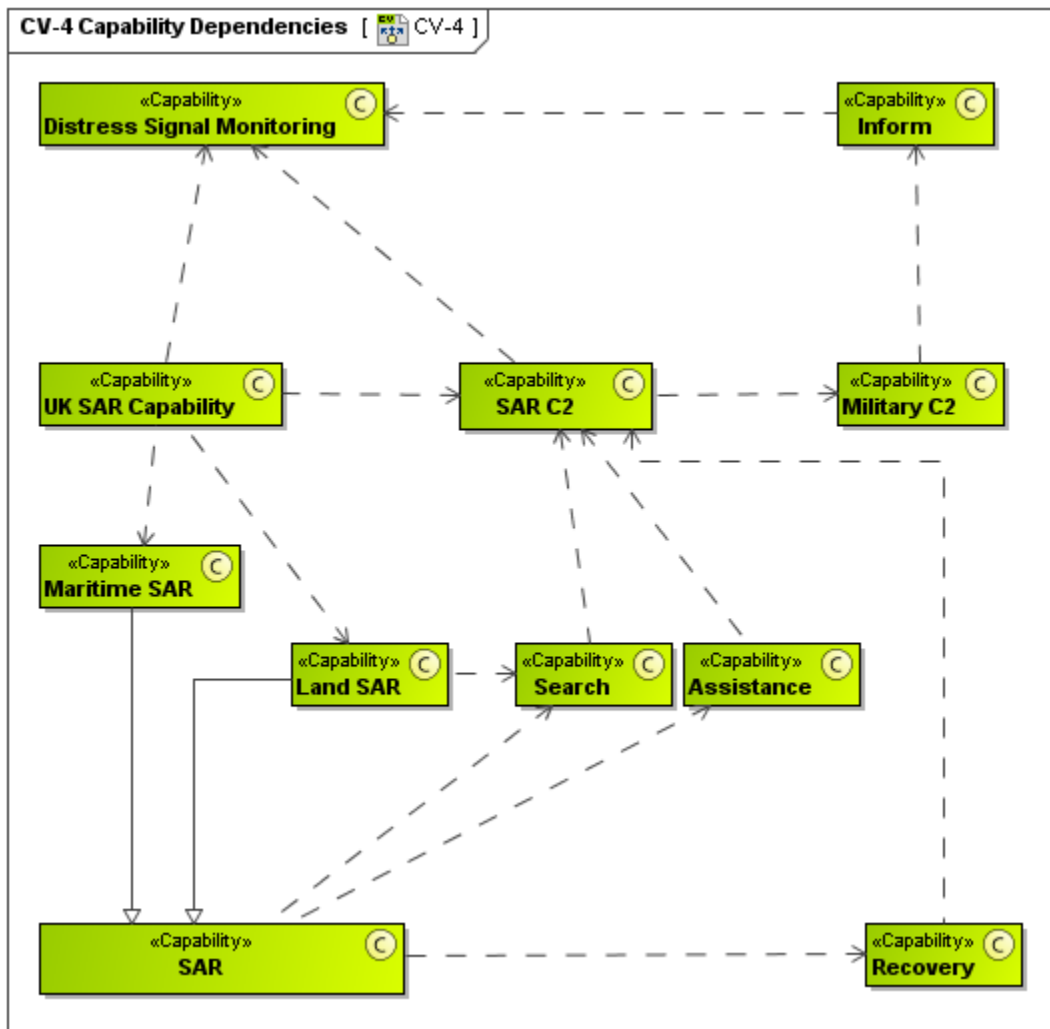 CV-4 Capability Dependencies [ CV CV-4 ]
«Capability» C
Distress Signal Monitoring
«Capability» C
Inform
«Capability» C
UK SAR Capability
«Capability» C
SAR C2
«Capability» C
Military C2
«Capability» C
Maritime SAR
«Capability» C
Land SAR
«Capability» C
Search
«Capability» C
Assistance
«Capability» C
SAR
«Capability» C
Recovery